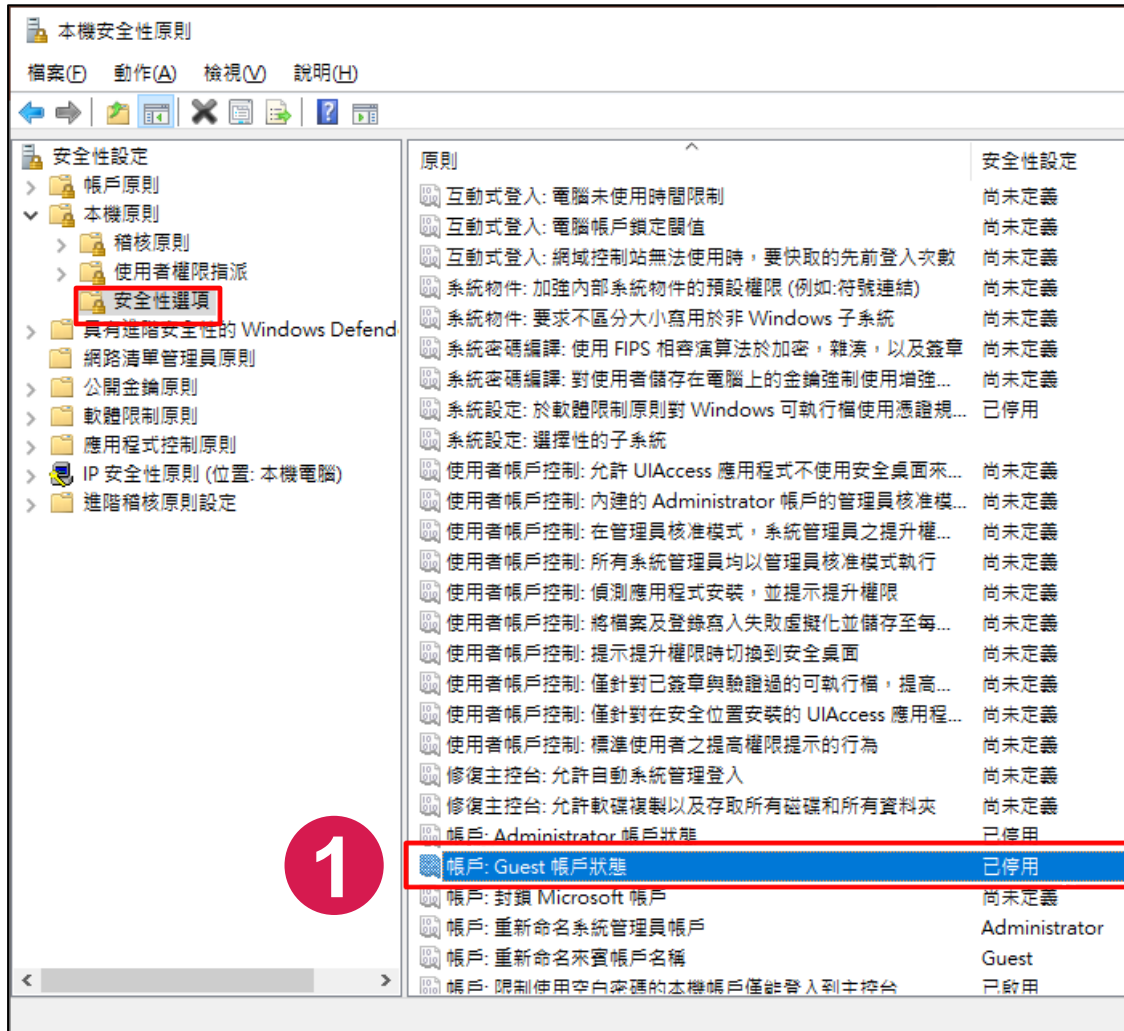 本機安全性原則
檔案(F) 動作(A) 檢視(V) 說明(H)
安全性設定
帳戶原則
本機原則
稽核原則
使用者權限指派
安全性選項
具有進階安全性的 Windows Defend
網路清單管理員原則
公開金鑰原則
軟體限制原則
應用程式控制原則
IP 安全性原則 (位置: 本機電腦)
進階稽核原則設定
原則 安全性設定
互動式登入: 電腦未使用時間限制 尚未定義
互動式登入: 電腦帳戶鎖定閾值 尚未定義
互動式登入: 網域控制站無法使用時，要快取的先前登入次數 尚未定義
系統物件: 加強內部系統物件的預設權限 (例如:符號連結) 尚未定義
系統物件: 要求不區分大小寫用於非 Windows 子系統 尚未定義
系統密碼編譯: 使用 FIPS 相容演算法於加密，雜湊，以及簽章 尚未定義
系統密碼編譯: 對使用者儲存在電腦上的金鑰強制使用增強... 尚未定義
系統設定: 於軟體限制原則對 Windows 可執行檔使用憑證規... 已停用
系統設定: 選擇性的子系統
使用者帳戶控制: 允許 UIAccess 應用程式不使用安全桌面來... 尚未定義
使用者帳戶控制: 內建的 Administrator 帳戶的管理員核准模... 尚未定義
使用者帳戶控制: 在管理員核准模式，系統管理員之提升權... 尚未定義
使用者帳戶控制: 所有系統管理員均以管理員核准模式執行 尚未定義
使用者帳戶控制: 偵測應用程式安裝，並提示提升權限 尚未定義
使用者帳戶控制: 將檔案及登錄寫入失敗虛擬化並儲存至每... 尚未定義
使用者帳戶控制: 提示提升權限時切換到安全桌面 尚未定義
使用者帳戶控制: 僅針對已簽章與驗證過的可執行檔，提高... 尚未定義
使用者帳戶控制: 僅針對在安全位置安裝的 UIAccess 應用程... 尚未定義
使用者帳戶控制: 標準使用者之提高權限提示的行為 尚未定義
修復主控台: 允許自動系統管理登入 尚未定義
修復主控台: 允許軟碟複製以及存取所有磁碟和所有資料夾 尚未定義
帳戶: Administrator 帳戶狀態 已停用
1
帳戶: Guest 帳戶狀態 已停用
帳戶: 封鎖 Microsoft 帳戶 尚未定義
帳戶: 重新命名系統管理員帳戶 Administrator
帳戶: 重新命名來賓帳戶名稱 Guest
帳戶: 限制使用空白密碼的本機帳戶僅能登入到主控台 已啟用